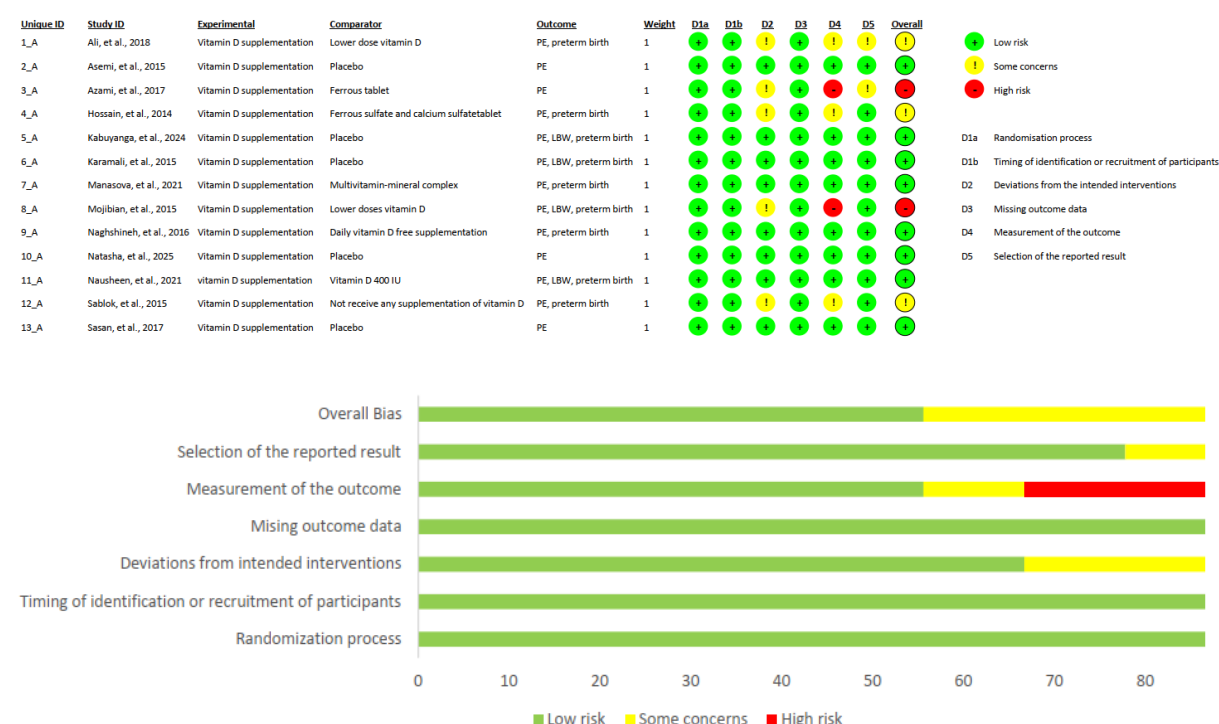 Unique ID Study ID Experimental Comparator Outcome Weight D1a D1b D2 D3 D4 D5 Overall
1_A Ali, et al., 2018 Vitamin D supplementation Lower dose vitamin D PE, preterm birth 1 + + ! + ! ! !
2_A Asemi, et al., 2015 Vitamin D supplementation Placebo PE 1 + + + + + + +
3_A Azami, et al., 2017 Vitamin D supplementation Ferrous tablet PE 1 + + ! + - ! -
4_A Hossain, et al., 2014 Vitamin D supplementation Ferrous sulfate and calcium sulfatetablet PE, preterm birth 1 + + ! + ! + !
5_A Kabuyanga, et al., 2024 Vitamin D supplementation Placebo PE, LBW, preterm birth 1 + + + + + + +
6_A Karamali, et al., 2015 Vitamin D supplementation Placebo PE, preterm birth 1 + + + + + + +
7_A Manasova, et al., 2021 Vitamin D supplementation Multivitamin-mineral complex PE, preterm birth 1 + + + + + + +
8_A Mojibian, et al., 2015 Vitamin D supplementation Lower doses vitamin D PE, LBW, preterm birth 1 + + ! + - + -
9_A Naghshineh, et al., 2016 Vitamin D supplementation Daily vitamin D free supplementation PE, preterm birth 1 + + + + + + +
10_A Natasha, et al., 2025 Vitamin D supplementation Placebo PE 1 + + + + + + +
11_A Nausheen, et al., 2021 vitamin D supplementation Vitamin D 400 IU PE, LBW, preterm birth 1 + + + + + + +
12_A Sablok, et al., 2015 Vitamin D supplementation Not receive any supplementation of vitamin D PE, preterm birth 1 + + ! + ! + !
13_A Sasan, et al., 2017 Vitamin D supplementation Placebo PE 1 + + + + + + +
+ Low risk
! Some concerns
- High risk
D1a Randomisation process
D1b Timing of identification or recruitment of participants
D2 Deviations from the intended interventions
D3 Missing outcome data
D4 Measurement of the outcome
D5 Selection of the reported result
Overall Bias
Selection of the reported result
Measurement of the outcome
Mising outcome data
Deviations from intended interventions
Timing of identification or recruitment of participants
Randomization process
0 10 20 30 40 50 60 70 80
Low risk Some concerns High risk